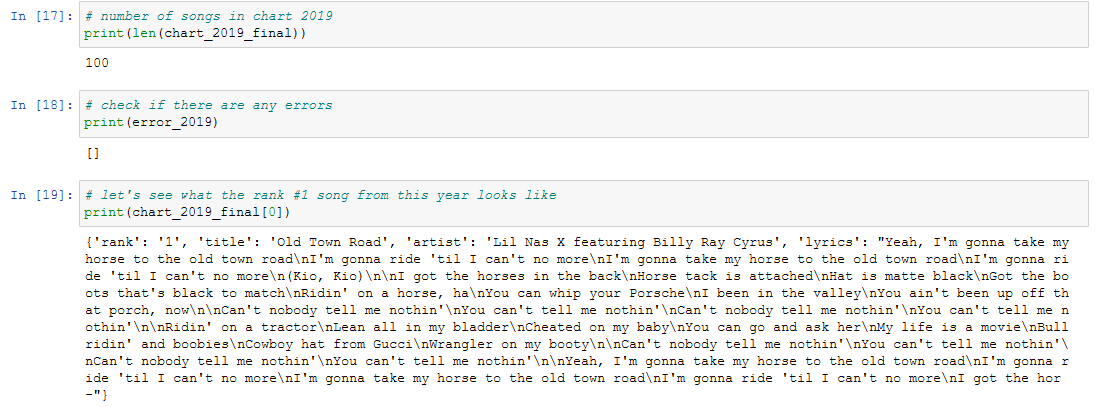 In [17]: # number of songs in chart 2019
print(len(chart_2019_final))
100
In [18]: # check if there are any errors
print(error_2019)
[]
In [19]: # let's see what the rank #1 song from this year looks like
print(chart_2019_final[0])
{'rank': '1', 'title': 'Old Town Road', 'artist': 'Lil Nas X featuring Billy Ray Cyrus', 'lyrics': "Yeah, I'm gonna take my
horse to the old town road\nI'm gonna ride 'til I can't no more\nI'm gonna take my horse to the old town road\nI'm gonna ri
de 'til I can't no more\n(Kio, Kio)\n\nI got the horses in the back\nHorse tack is attached\nHat is matte black\nGot the bo
ots that's black to match\nRidin' on a horse, ha\nYou can whip your Porsche\nI been in the valley\nYou ain't been up off th
at porch, now\n\nCan't nobody tell me nothin'\nYou can't tell me nothin'\nCan't nobody tell me nothin'\nYou can't tell me n
othin'\n\nRidin' on a tractor\nLean all in my bladder\nCheated on my baby\nYou can go and ask her\nMy life is a movie\nBull
ridin' and boobies\nCowboy hat from Gucci\nWrangler on my booty\n\nCan't nobody tell me nothin'\nYou can't tell me nothin'\
nCan't nobody tell me nothin'\nYou can't tell me nothin'\n\nYeah, I'm gonna take my horse to the old town road\nI'm gonna r
ide 'til I can't no more\nI'm gonna take my horse to the old town road\nI'm gonna ride 'til I can't no more\nI got the hor
-"}